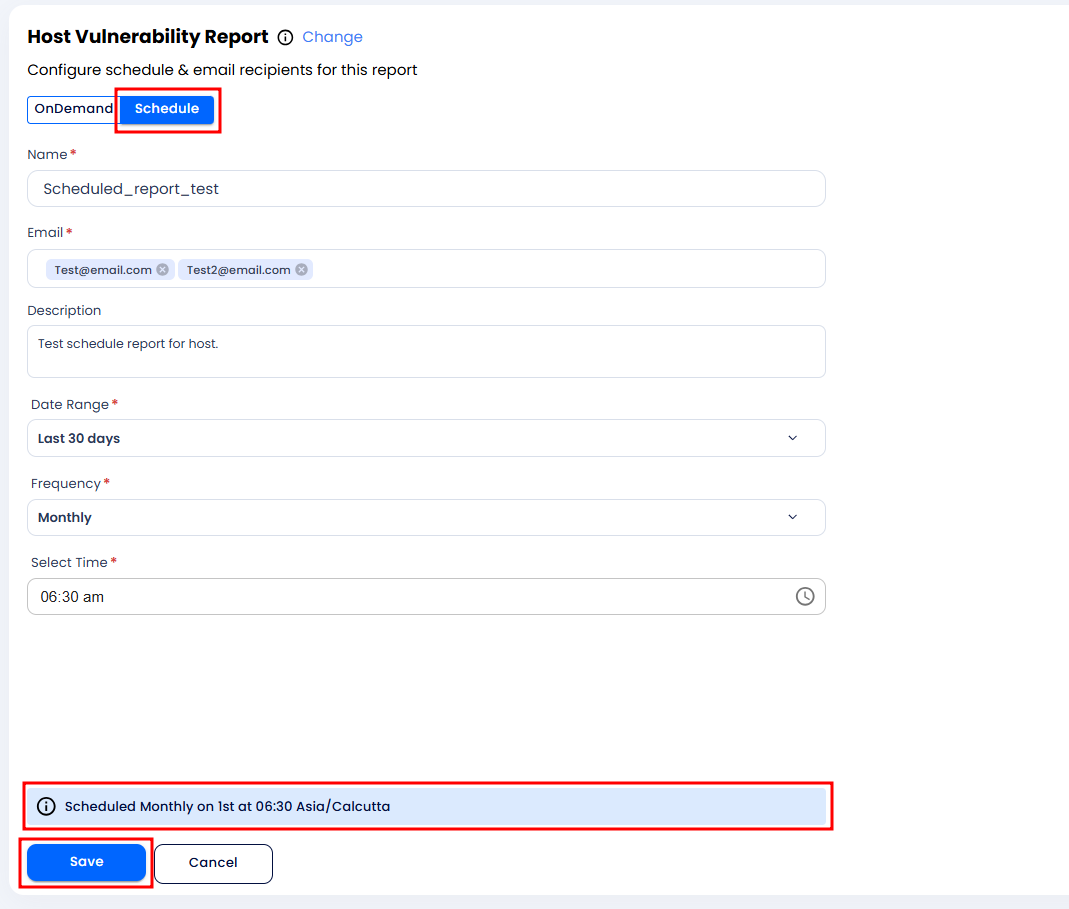 Host Vulnerability Report Change
Configure schedule & email recipients for this report
OnDemand Schedule
Name*
Scheduled_report_test
Email*
Test@email.com Test2@email.com
Description
Test schedule report for host.
Date Range*
Last 30 days
Frequency*
Monthly
Select Time*
06:30 am
Scheduled Monthly on 1st at 06:30 Asia/Calcutta
Save Cancel